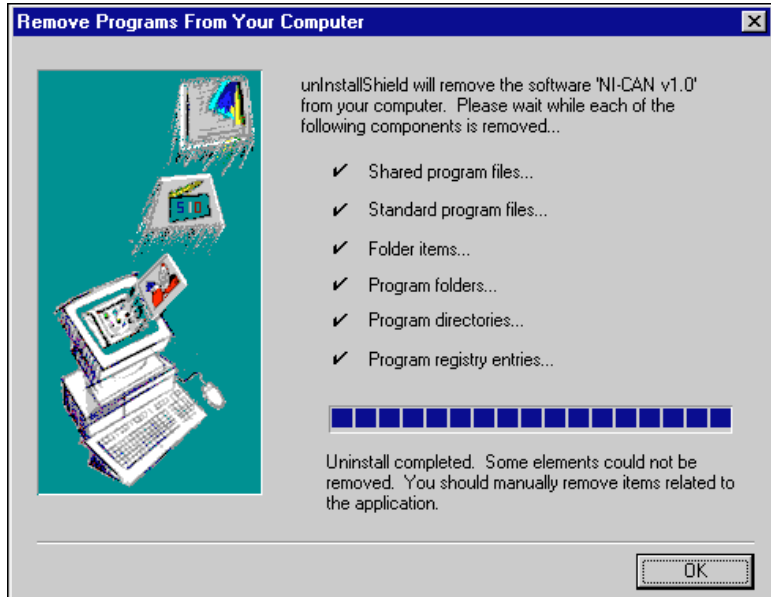 Remove Programs From Your Computer
unInstallShield will remove the software 'NI-CAN v1.0'
from your computer.  Please wait while each of the
following components is removed...
Shared program files...
Standard program files...
Folder items...
Program folders...
Program directories...
Program registry entries...
Uninstall completed.  Some elements could not be
removed.  You should manually remove items related to
the application.
OK